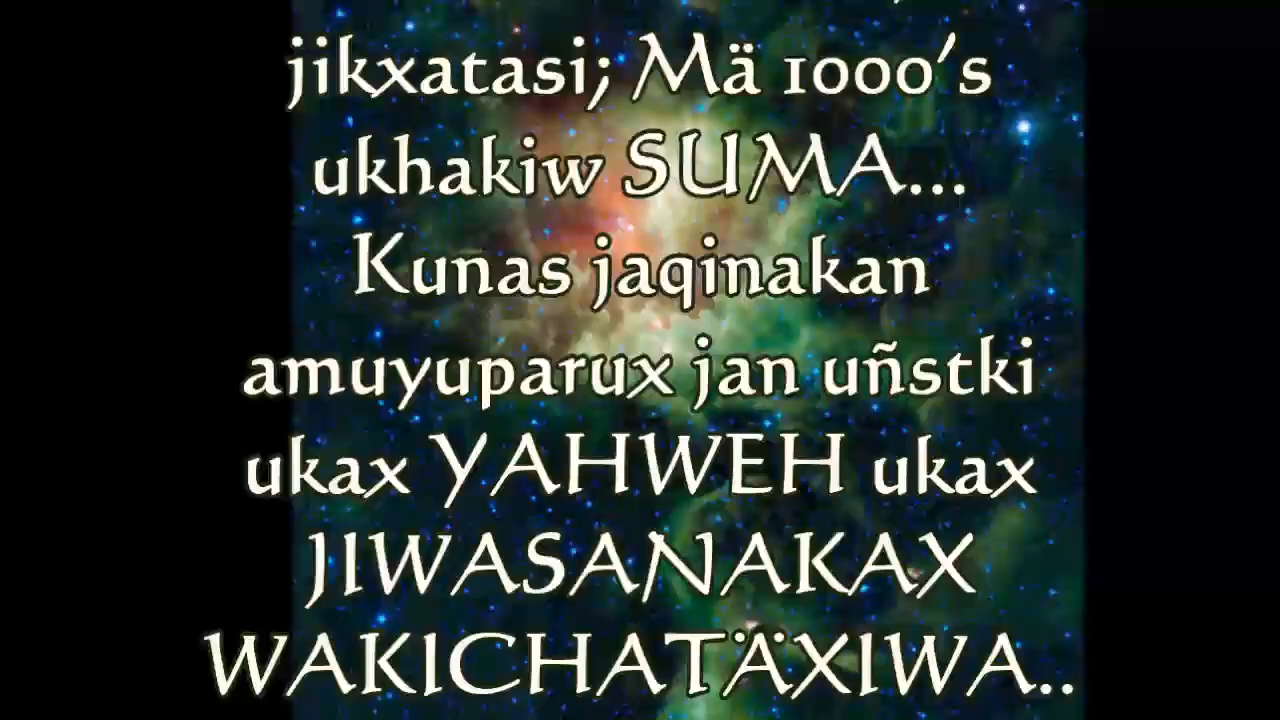 jikxatasi; Mä 1000's
ukhakiw SUMA...
Kunas jaqinakan
amuyuparux jan uñstki
ukax YAHWEH ukax
JIWASANAKAX
WAKICHATÄXIWA..